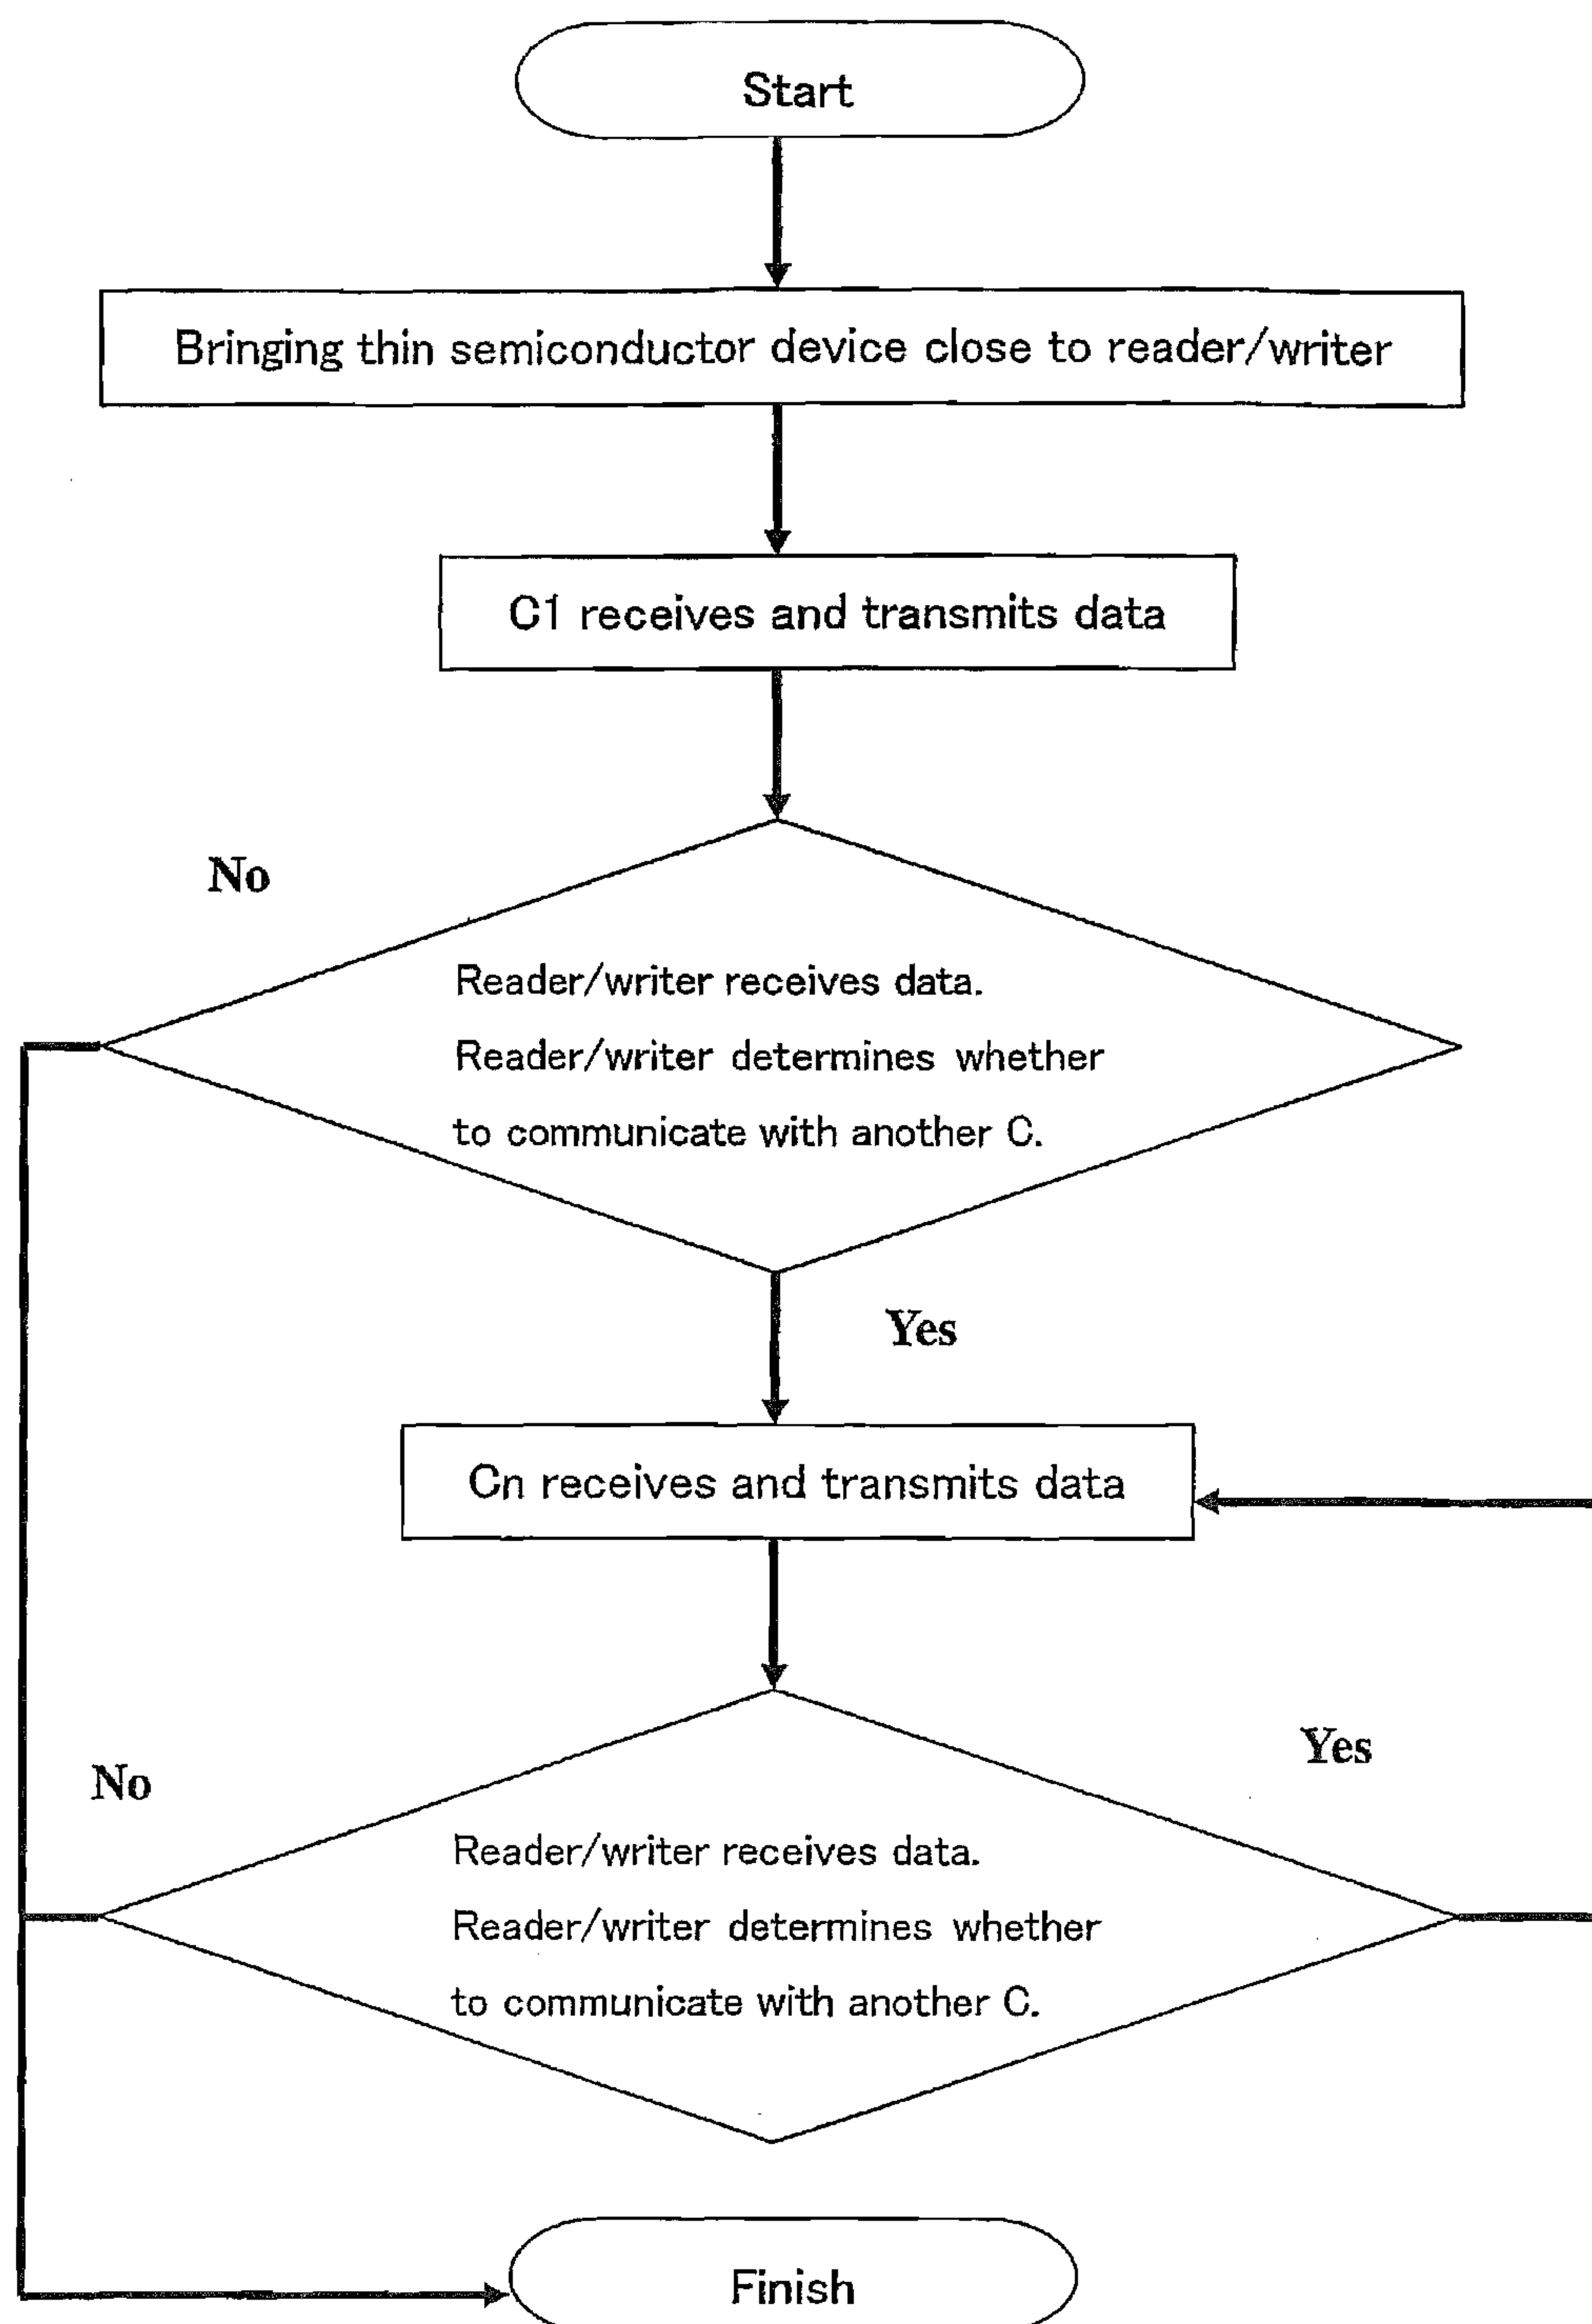 Start
Bringing thin semiconductor device close to reader/writer
C1 receives and transmits data
No
Reader/writer receives data.
Reader/writer determines whether
to communicate with another C.
Yes
Cn receives and transmits data
Yes
No
Reader/writer receives data.
Reader/writer determines whether
to communicate with another C.
Finish